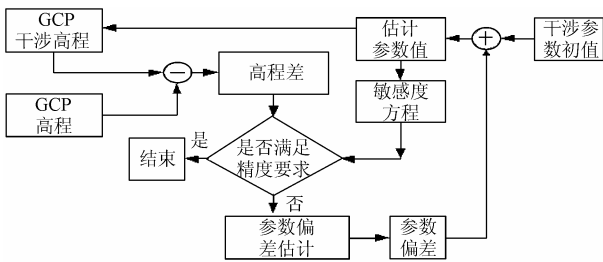 GCP
干涉高程
估计
参数值
干涉参
数初值
高程差
敏感度
方程
GCP
高程
是否满足
精度要求
是
结束
否
参数偏
差估计
参数
偏差